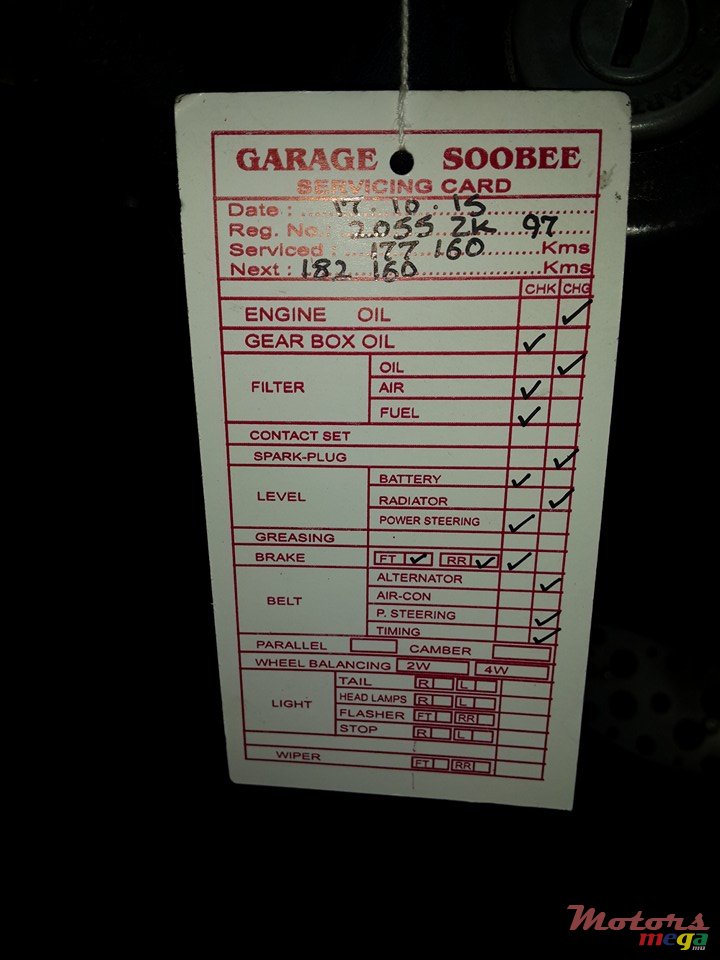 GARAGE SOOBEE
SERVICING CARD
Date : 17.10.15
Reg. No.: 2055 ZK 97
Serviced : 177 160 Kms
Next : 182 160 Kms
CHK CHG
ENGINE OIL ✓
GEAR BOX OIL ✓
FILTER
OIL ✓
AIR ✓
FUEL ✓
CONTACT SET
SPARK-PLUG ✓
LEVEL
BATTERY ✓
RADIATOR ✓
POWER STEERING ✓
GREASING
BRAKE FT ✓ RR ✓ ✓
BELT
ALTERNATOR ✓
AIR-CON
P. STEERING ✓
TIMING ✓
PARALLEL CAMBER
WHEEL BALANCING 2W 4W
LIGHT
TAIL R L
HEAD LAMPS R L
FLASHER FT RR
STOP R L
WIPER FT RR
Motors
mega.mu